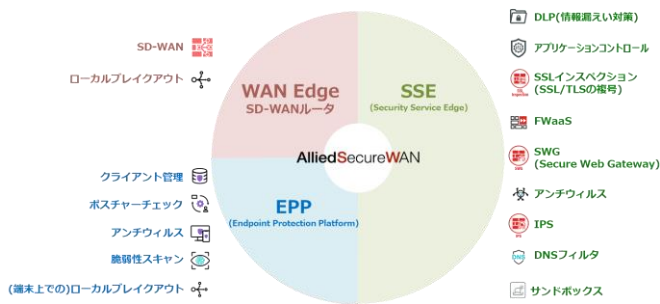 SD-WAN
ローカルブレイクアウト
WAN Edge
SD-WANルータ
SSE
(Security Service Edge)
AlliedSecureWAN
EPP
(Endpoint Protection Platform)
クライアント管理
ポスチャーチェック
アンチウィルス
脆弱性スキャン
(端末上での)ローカルブレイクアウト
DLP(情報漏えい対策)
アプリケーションコントロール
SSLインスペクション
(SSL/TLSの複号)
FWaaS
SWG
(Secure Web Gateway)
アンチウィルス
IPS
DNS
DNSフィルタ
サンドボックス